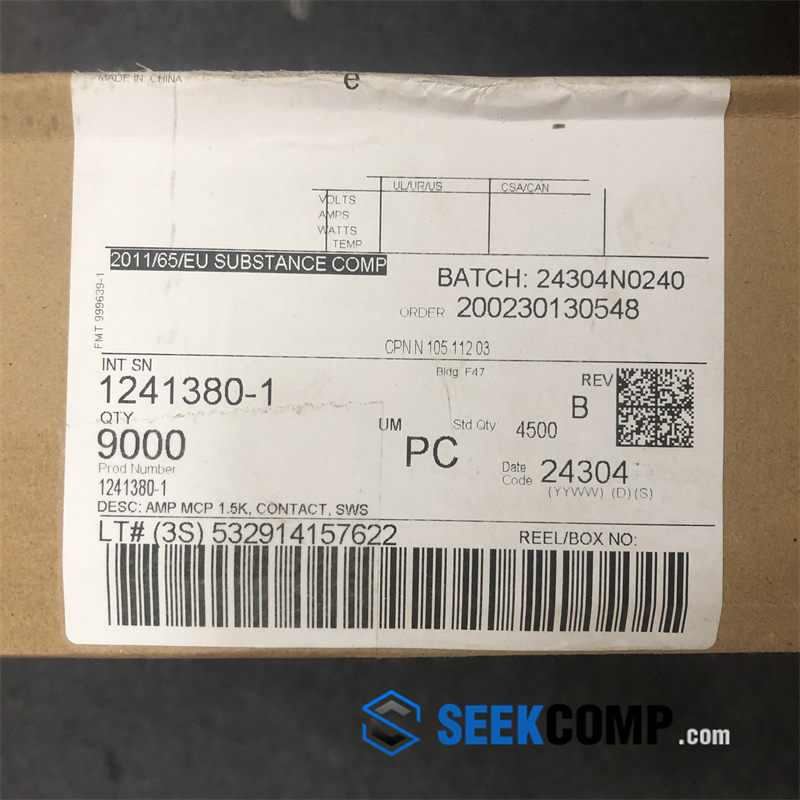 MADE IN CHINA
e
UL/UR/US CSA/CAN
VOLTS
AMPS
WATTS
TEMP
2011/65/EU SUBSTANCE COMP
BATCH: 24304N0240
ORDER 200230130548
FMT 999639-1
CPN N 105 112 03
INT SN
1241380-1
Bldg F47
REV B
QTY
9000
UM PC
Std Qty 4500
Prod Number
1241380-1
Date Code 24304
(YYWW) (D)(S)
DESC: AMP MCP 1.5K, CONTACT, SWS
LT# (3S) 532914157622
REEL/BOX NO:
SEEKCOMP.com